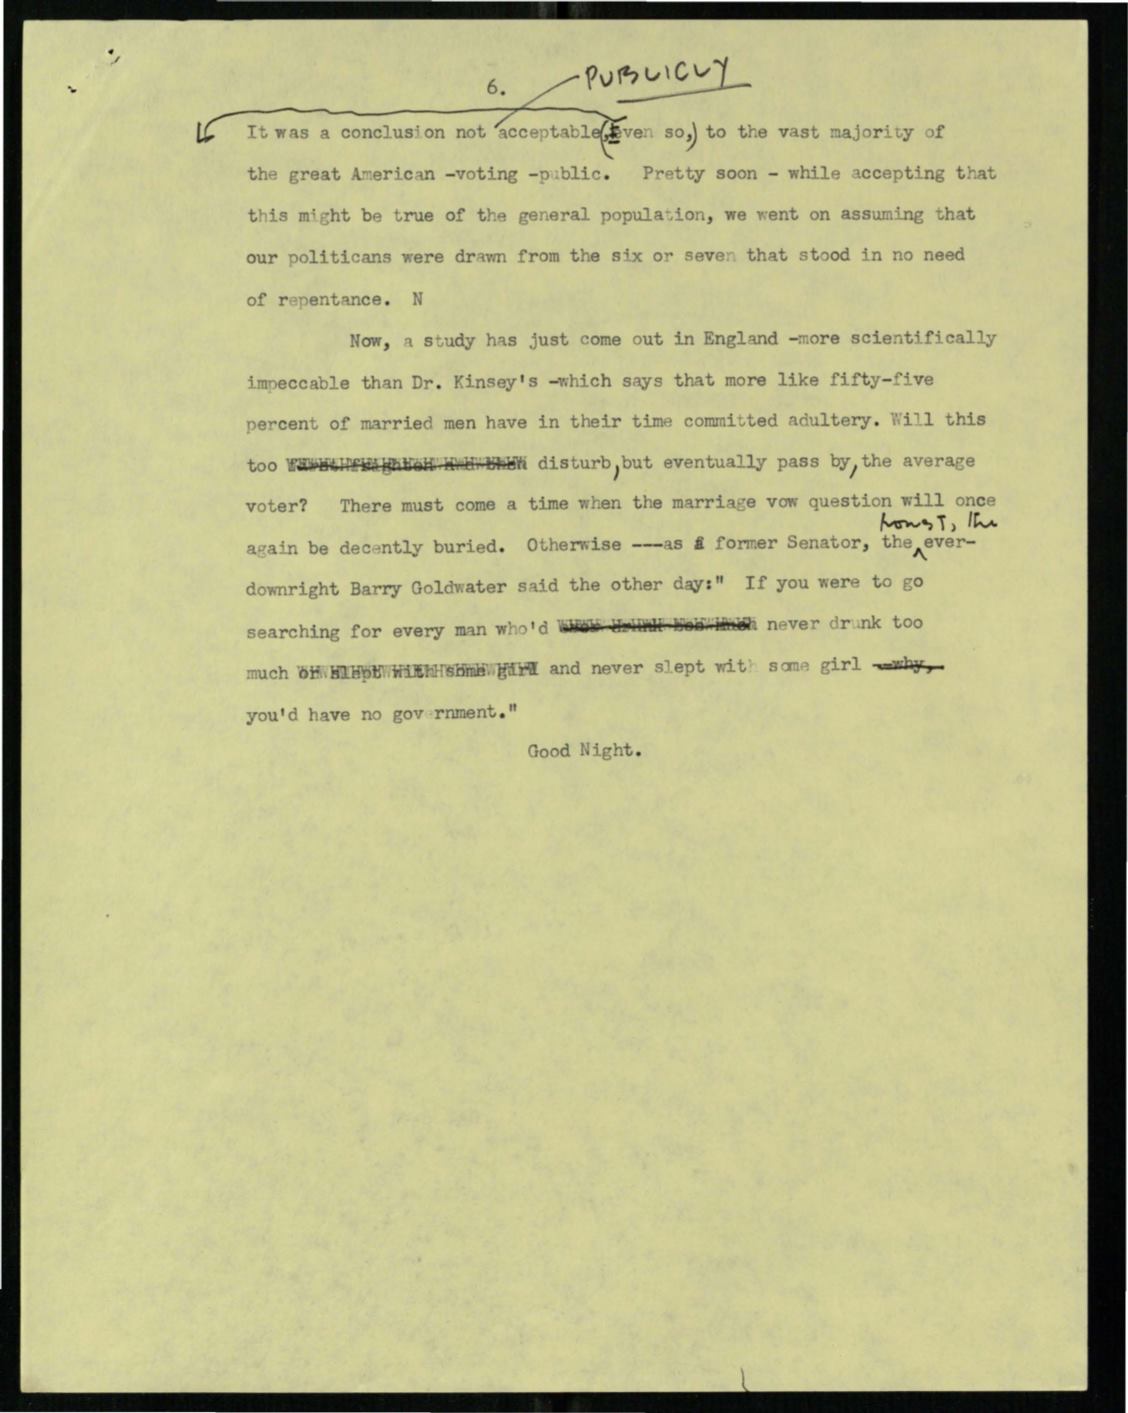 6. PUBLICLY
It was a conclusion not acceptable(,Even so,) to the vast majority of
the great American -voting -public. Pretty soon - while accepting that
this might be true of the general population, we went on assuming that
our politicans were drawn from the six or seven that stood in no need
of repentance. N
Now, a study has just come out in England -more scientifically
impeccable than Dr. Kinsey's -which says that more like fifty-five
percent of married men have in their time committed adultery. Will this
too disturb, but eventually pass by, the average
voter? There must come a time when the marriage vow question will once
honest, the
again be decently buried. Otherwise ---as a former Senator, the ever-
downright Barry Goldwater said the other day:" If you were to go
searching for every man who'd never drunk too
much or slept with some girl and never slept with some girl --why,
you'd have no government."
Good Night.